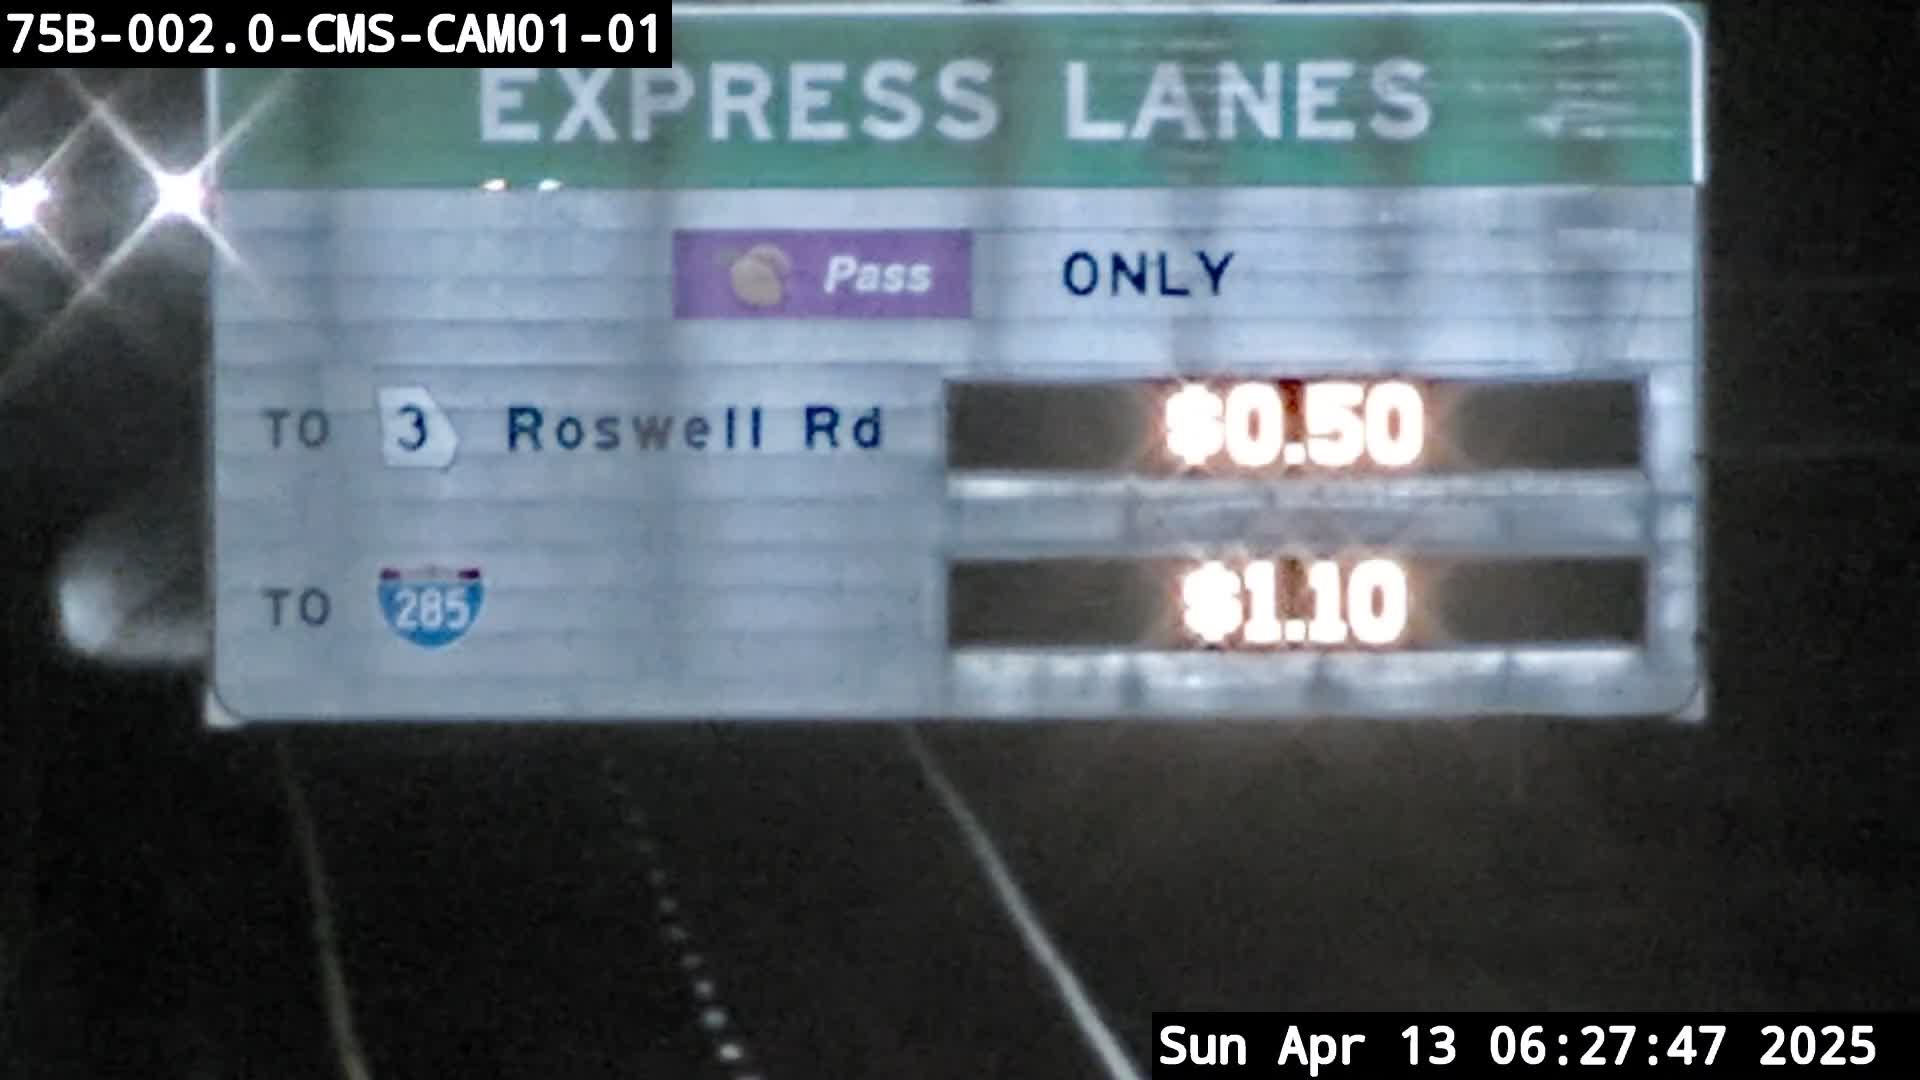 75B-002.0-CMS-CAM01-01
EXPRESS LANES
Pass ONLY
TO 3 Roswell Rd $0.50
TO 285 $1.10
Sun Apr 13 06:27:47 2025